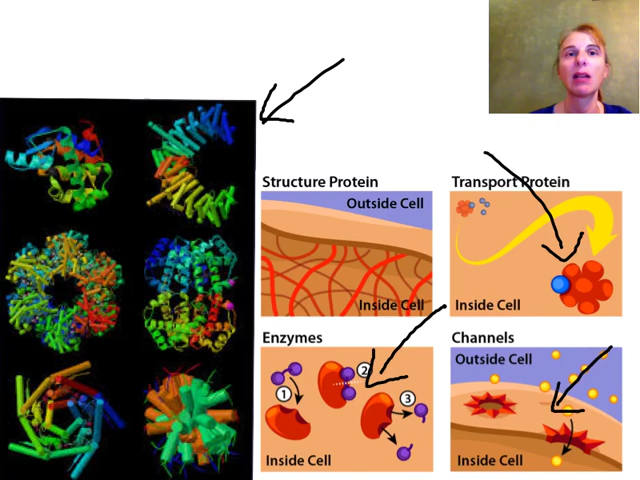 Structure Protein
Outside Cell
Inside Cell
Transport Protein
Inside Cell
Enzymes
1
2
3
Inside Cell
Channels
Outside Cell
Inside Cell